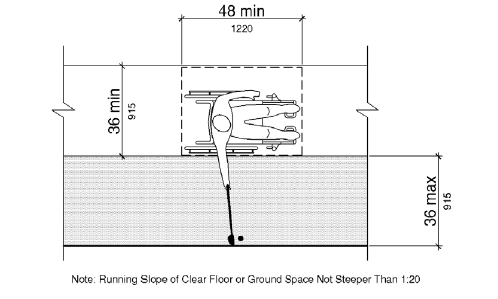 48 min
1220
36 min
915
36 max
915
Note: Running Slope of Clear Floor or Ground Space Not Steeper Than 1:20